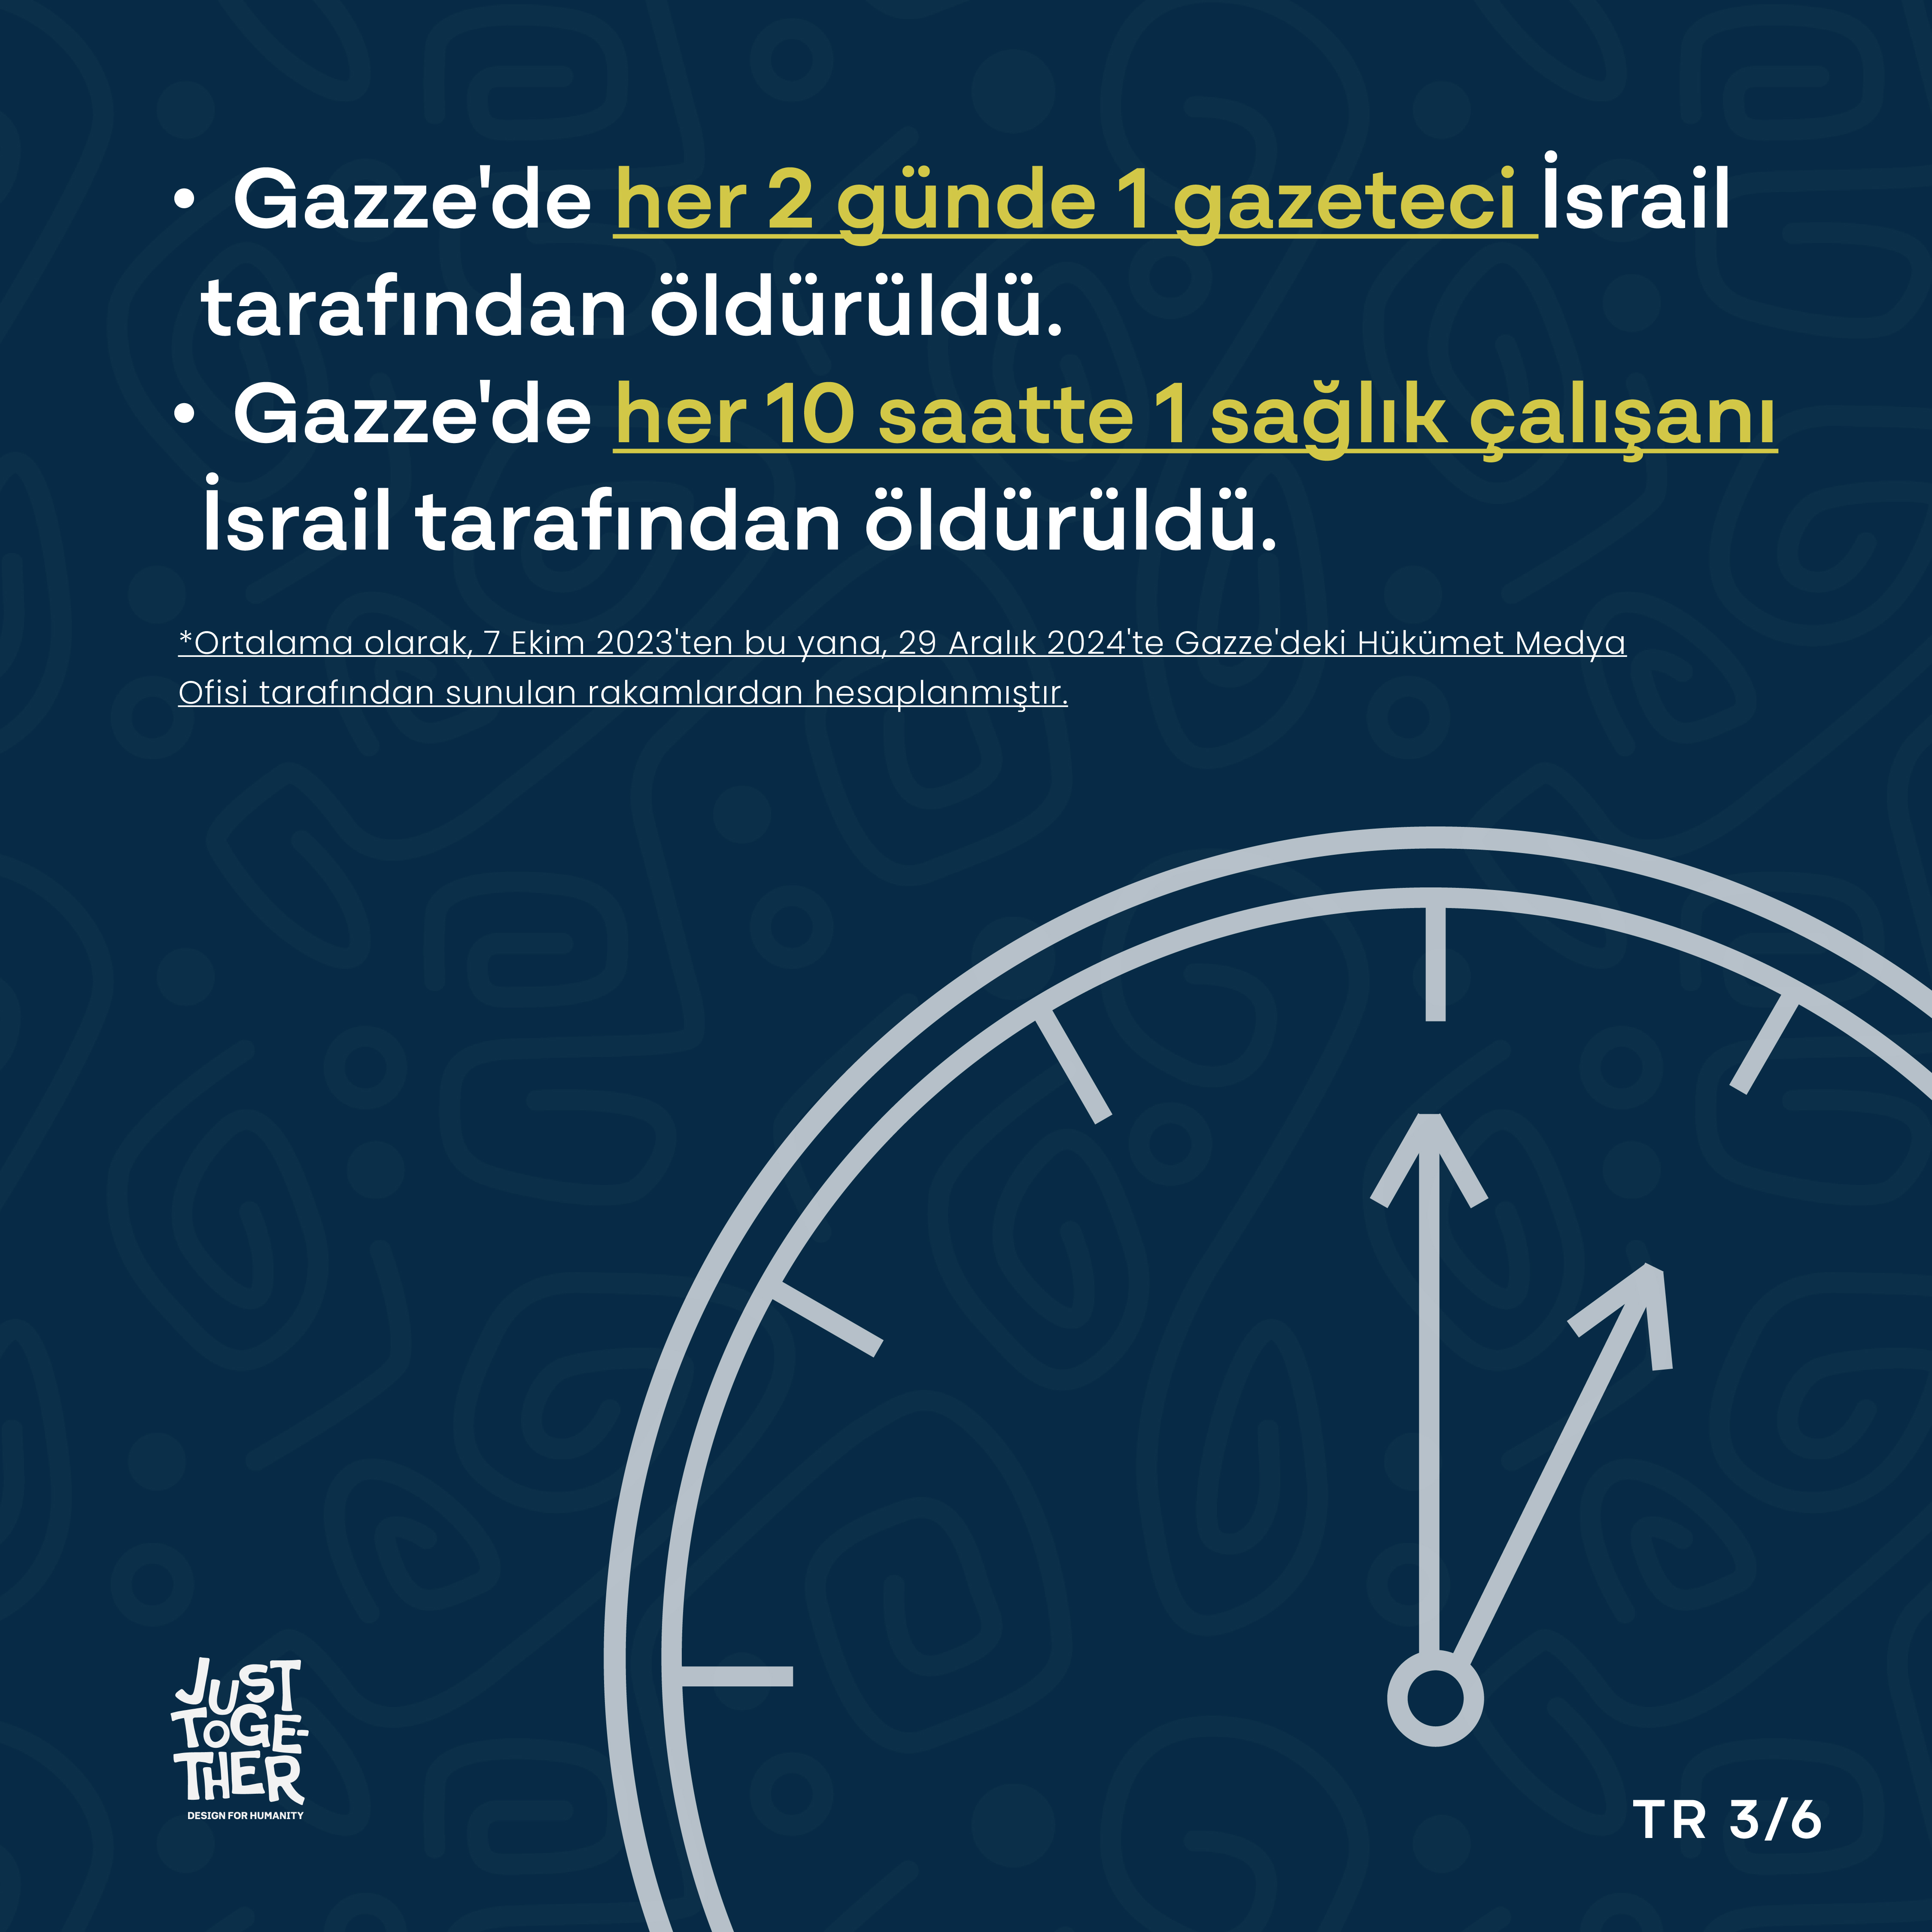 • Gazze'de her 2 günde 1 gazeteci İsrail
tarafından öldürüldü.
• Gazze'de her 10 saatte 1 sağlık çalışanı
İsrail tarafından öldürüldü.
*Ortalama olarak, 7 Ekim 2023'ten bu yana, 29 Aralık 2024'te Gazze'deki Hükümet Medya
Ofisi tarafından sunulan rakamlardan hesaplanmıştır.
JUST
TOGE-
THER
DESIGN FOR HUMANITY
TR 3/6